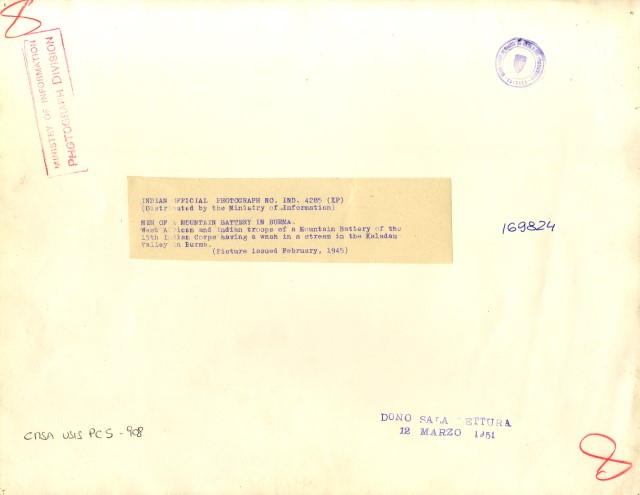 8
MINISTRY OF INFORMATION
PHOTOGRAPH DIVISION
INDIAN OFFICIAL PHOTOGRAPH NO. IND. 4285 (XP)
(Distributed by the Ministry of Information)
MEN OF A MOUNTAIN BATTERY IN BURMA.
West African and Indian troops of a Mountain Battery of the
15th Indian Corps having a wash in a stream in the Kaladan
Valley in Burma.
(Picture issued February, 1945)
169824
CNSA USIS PCS - 908
DONO SALA LETTURA
12 MARZO 1951
8